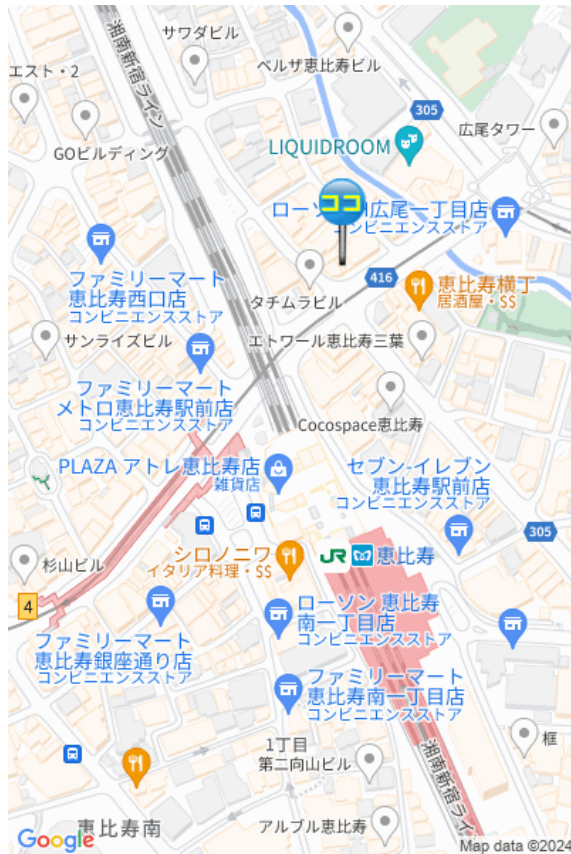 サワダビル
湘南新宿ライン
ベルザ恵比寿ビル
エスト・2
305
広尾タワー
GOビルディング
LIQUIDROOM
ココ
ローソン
広尾一丁目店
コンビニエンスストア
ファミリーマート
恵比寿西口店
コンビニエンスストア
416
恵比寿横丁
居酒屋・$$
タチムラビル
サンライズビル
エトワール恵比寿三葉
ファミリーマート
メトロ恵比寿駅前店
コンビニエンスストア
Cocospace恵比寿
PLAZA アトレ恵比寿店
雑貨店
セブン-イレブン
恵比寿駅前店
コンビニエンスストア
305
シロノニワ
イタリア料理・$$
JR 恵比寿
杉山ビル
4
ローソン 恵比寿
南一丁目店
コンビニエンスストア
ファミリーマート
恵比寿銀座通り店
コンビニエンスストア
ファミリーマート
恵比寿南一丁目店
コンビニエンスストア
1丁目
第二向山ビル
框
湘南新宿ライン
恵比寿南
アルブル恵比寿
Google
Map data ©2024